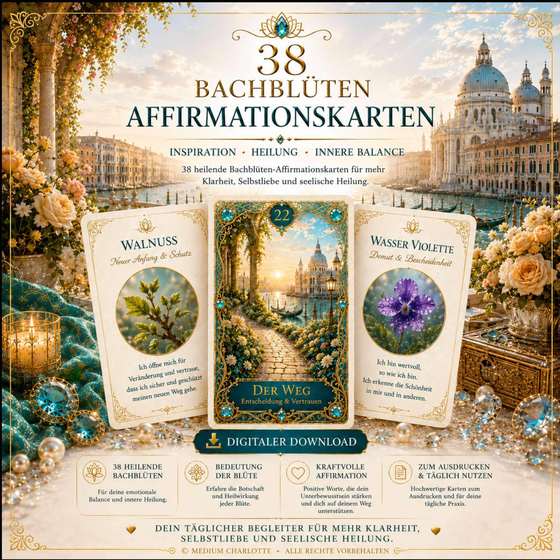 38
BACHBLÜTEN
AFFIRMATIONSKARTEN
INSPIRATION • HEILUNG • INNERE BALANCE
38 heilende Bachblüten-Affirmationskarten für mehr
Klarheit, Selbstliebe und seelische Heilung.
WALNUSS
Neuer Anfang & Schutz
Ich öffne mich für
Veränderung und vertraue,
dass ich sicher und geschützt
meinen neuen Weg gehe.
22
DER WEG
Entscheidung & Vertrauen
WASSER VIOLETTE
Demut & Bescheidenheit
Ich bin wertvoll,
so wie ich bin.
Ich erkenne die Schönheit
in mir und in anderen.
DIGITALER DOWNLOAD
38 HEILENDE
BACHBLÜTEN
Für deine emotionale
Balance und innere Heilung.
BEDEUTUNG
DER BLÜTE
Erfahre die Botschaft
und Heilwirkung
jeder Blüte.
KRAFTVOLLE
AFFIRMATION
Positive Worte, die dein
Unterbewusstsein stärken
und dich auf deinem Weg
unterstützen.
ZUM AUSDRUCKEN
& TÄGLICH NUTZEN
Hochwertige Karten zum
Ausdrucken und für deine
tägliche Praxis.
DEIN TÄGLICHER BEGLEITER FÜR MEHR KLARHEIT,
SELBSTLIEBE UND SEELISCHE HEILUNG.
© MEDIUM CHARLOTTE • ALLE RECHTE VORBEHALTEN